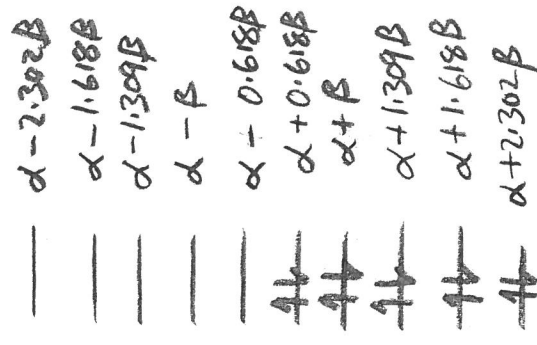 α - 2.302β
α - 1.618β
α - 1.309β
α - β
α - 0.618β
α + 0.618β
α + β
α + 1.309β
α + 1.618β
α + 2.302β